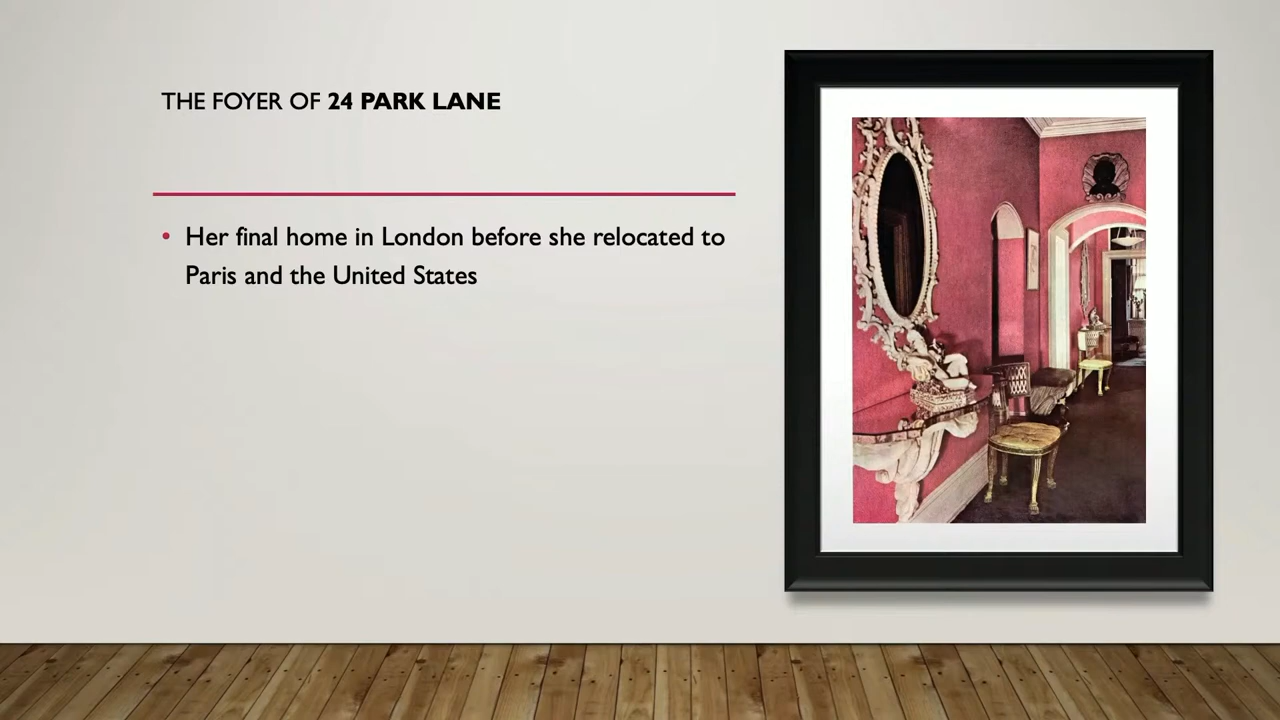 THE FOYER OF 24 PARK LANE
• Her final home in London before she relocated to
Paris and the United States